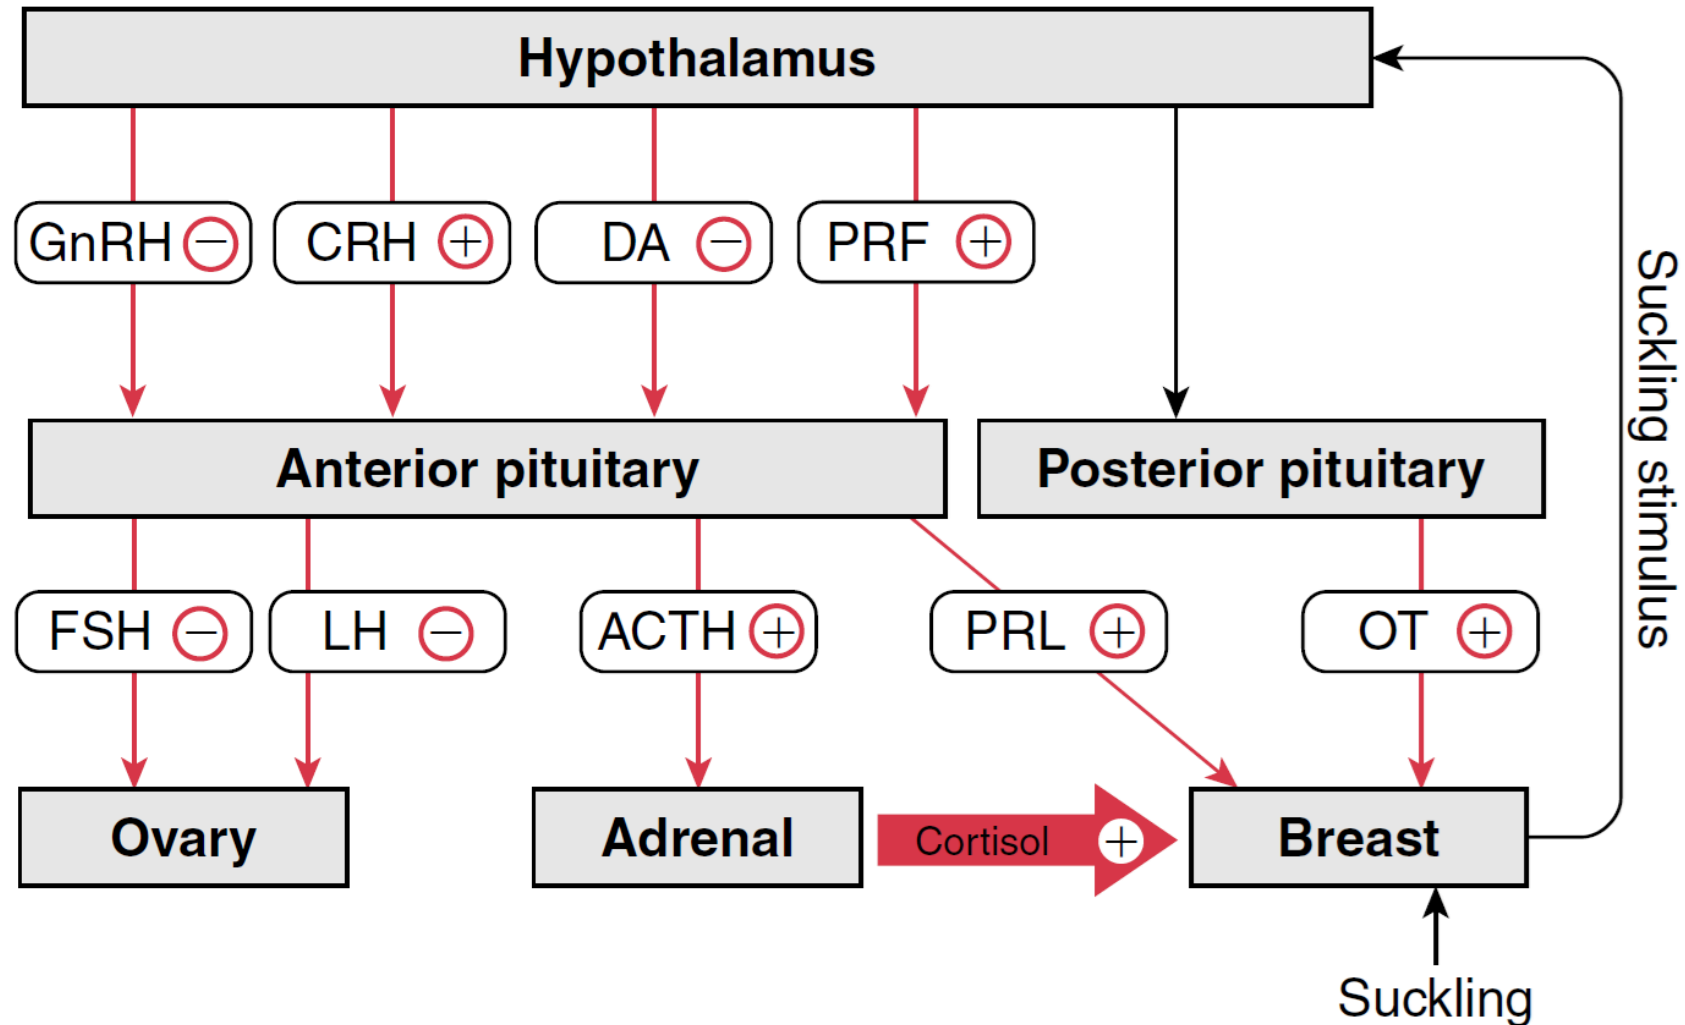 Hypothalamus
GnRH −
CRH +
DA −
PRF +
Suckling stimulus
Anterior pituitary
Posterior pituitary
FSH −
LH −
ACTH +
PRL +
OT +
Ovary
Adrenal
Cortisol +
Breast
Suckling